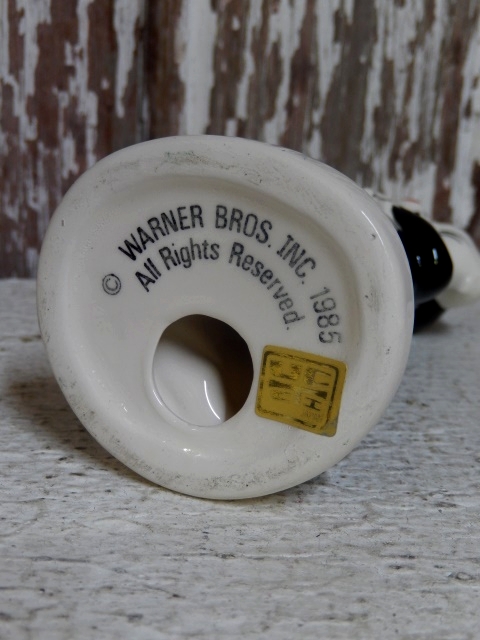 © WARNER BROS. INC. 1985
All Rights Reserved.